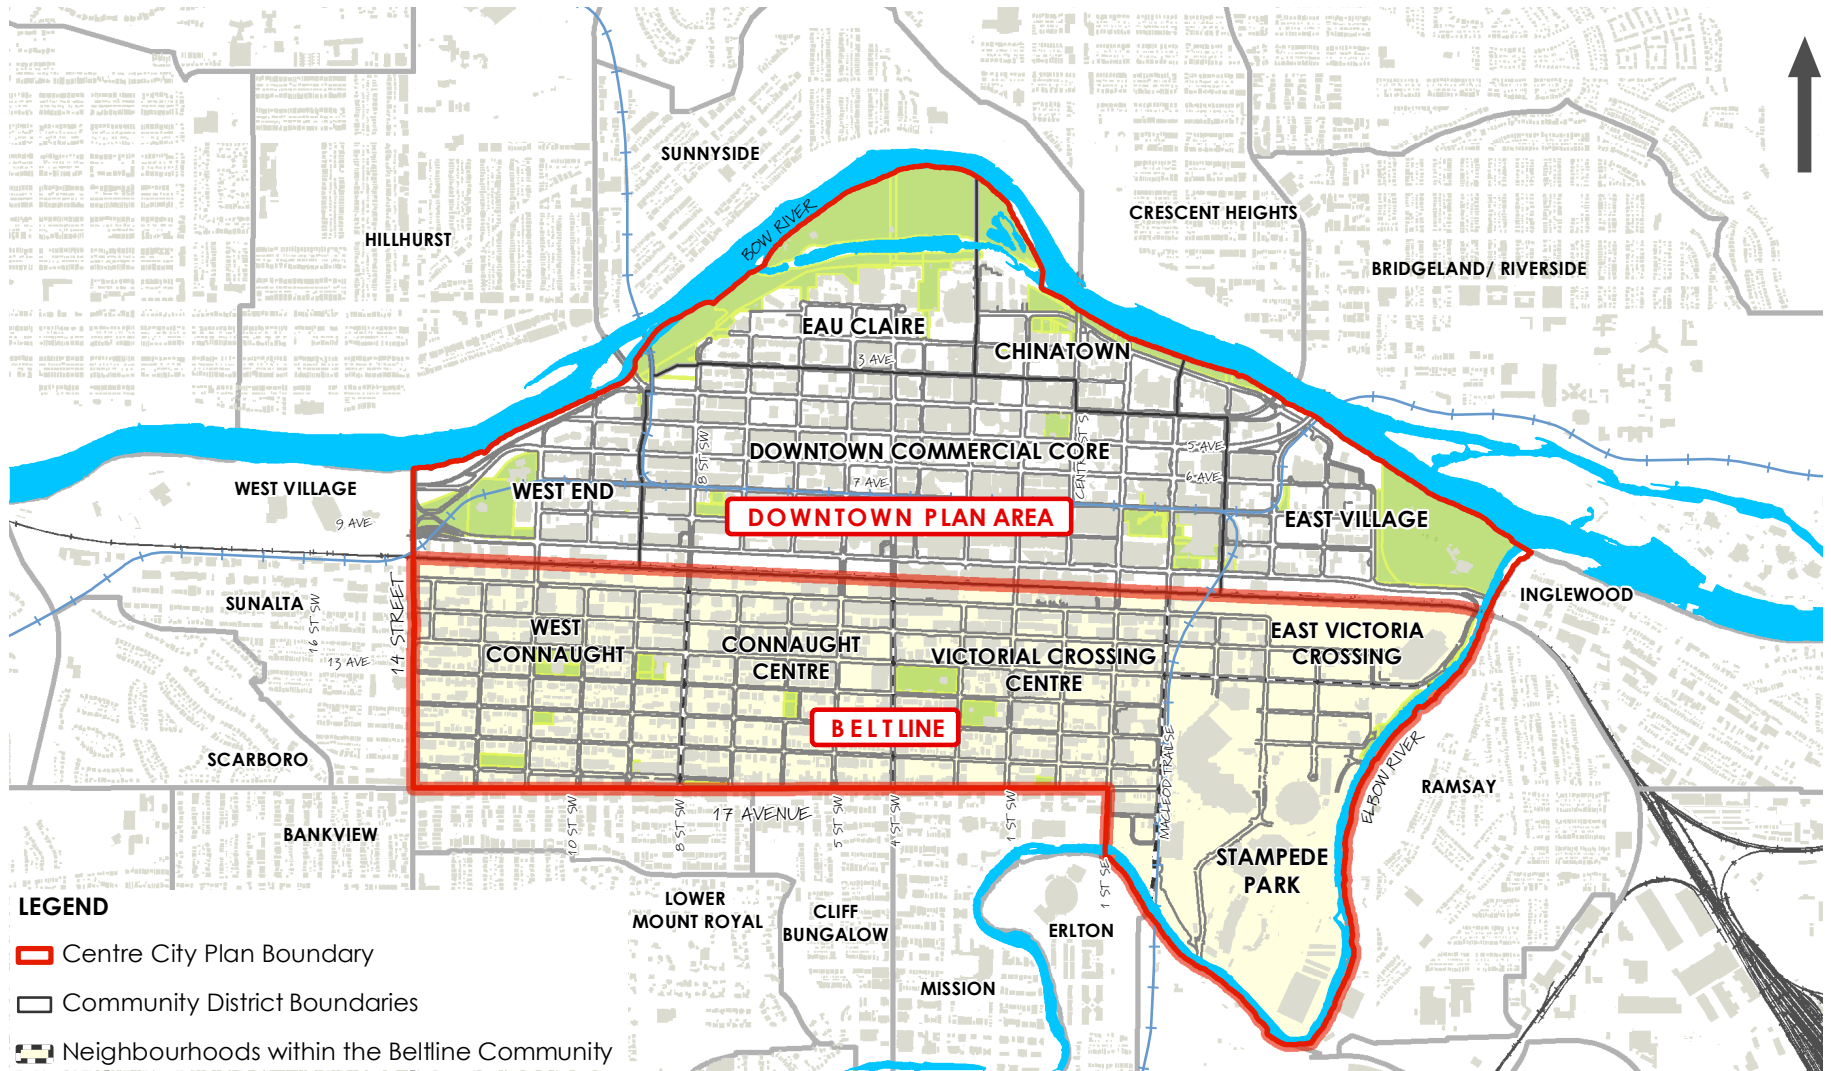 SUNNYSIDE
CRESCENT HEIGHTS
BOW RIVER
HILLHURST
BRIDGELAND/ RIVERSIDE
EAU CLAIRE
CHINATOWN
3 AVE
8 ST SW
DOWNTOWN COMMERCIAL CORE
CENTRE ST S
5 AVE
6 AVE
7 AVE
WEST VILLAGE
WEST END
9 AVE
DOWNTOWN PLAN AREA
EAST VILLAGE
INGLEWOOD
SUNALTA
16 ST SW
14 STREET
13 AVE
WEST
CONNAUGHT
CONNAUGHT
CENTRE
VICTORIAL CROSSING
CENTRE
EAST VICTORIA
CROSSING
BELTLINE
SCARBORO
MACLEOD TRAIL SE
ELBOW RIVER
RAMSAY
BANKVIEW
10 ST SW
8 ST SW
17 AVENUE
5 ST SW
4 ST SW
1 ST SW
1 ST SE
STAMPEDE
PARK
LOWER
MOUNT ROYAL
CLIFF
BUNGALOW
ERLTON
MISSION
LEGEND
Centre City Plan Boundary
Community District Boundaries
Neighbourhoods within the Beltline Community